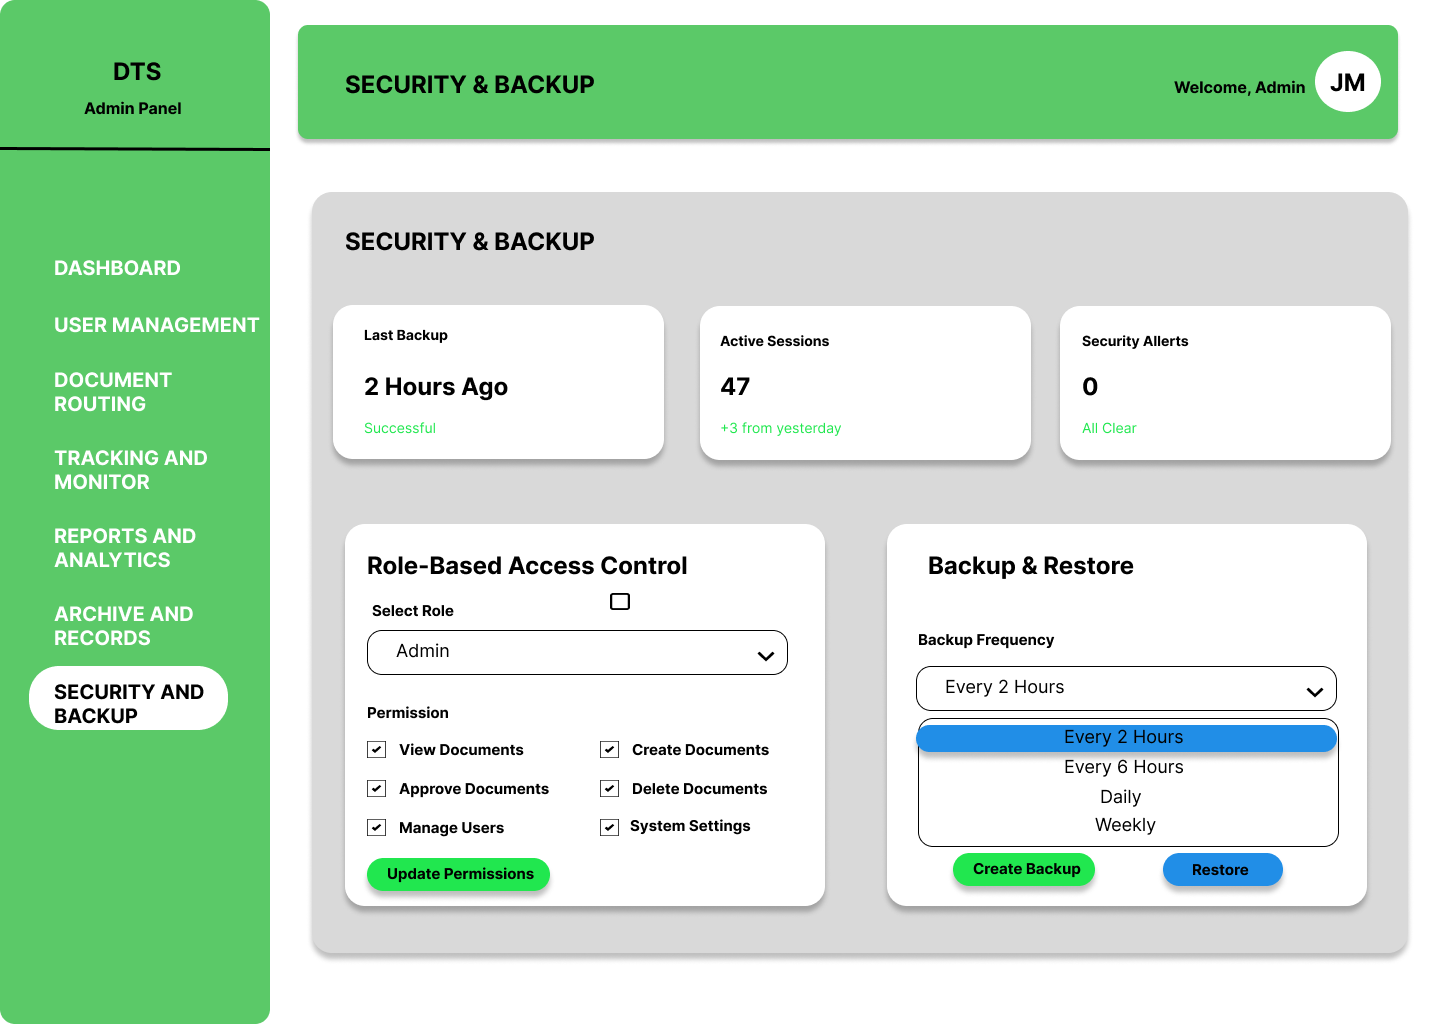 DTS
Admin Panel
DASHBOARD
USER MANAGEMENT
DOCUMENT
ROUTING
TRACKING AND
MONITOR
REPORTS AND
ANALYTICS
ARCHIVE AND
RECORDS
SECURITY AND
BACKUP
SECURITY & BACKUP
Welcome, Admin
JM
SECURITY & BACKUP
Last Backup
2 Hours Ago
Successful
Active Sessions
47
+3 from yesterday
Security Allerts
0
All Clear
Role-Based Access Control
Select Role
Admin
Permission
View Documents
Create Documents
Approve Documents
Delete Documents
Manage Users
System Settings
Update Permissions
Backup & Restore
Backup Frequency
Every 2 Hours
Every 2 Hours
Every 6 Hours
Daily
Weekly
Create Backup
Restore